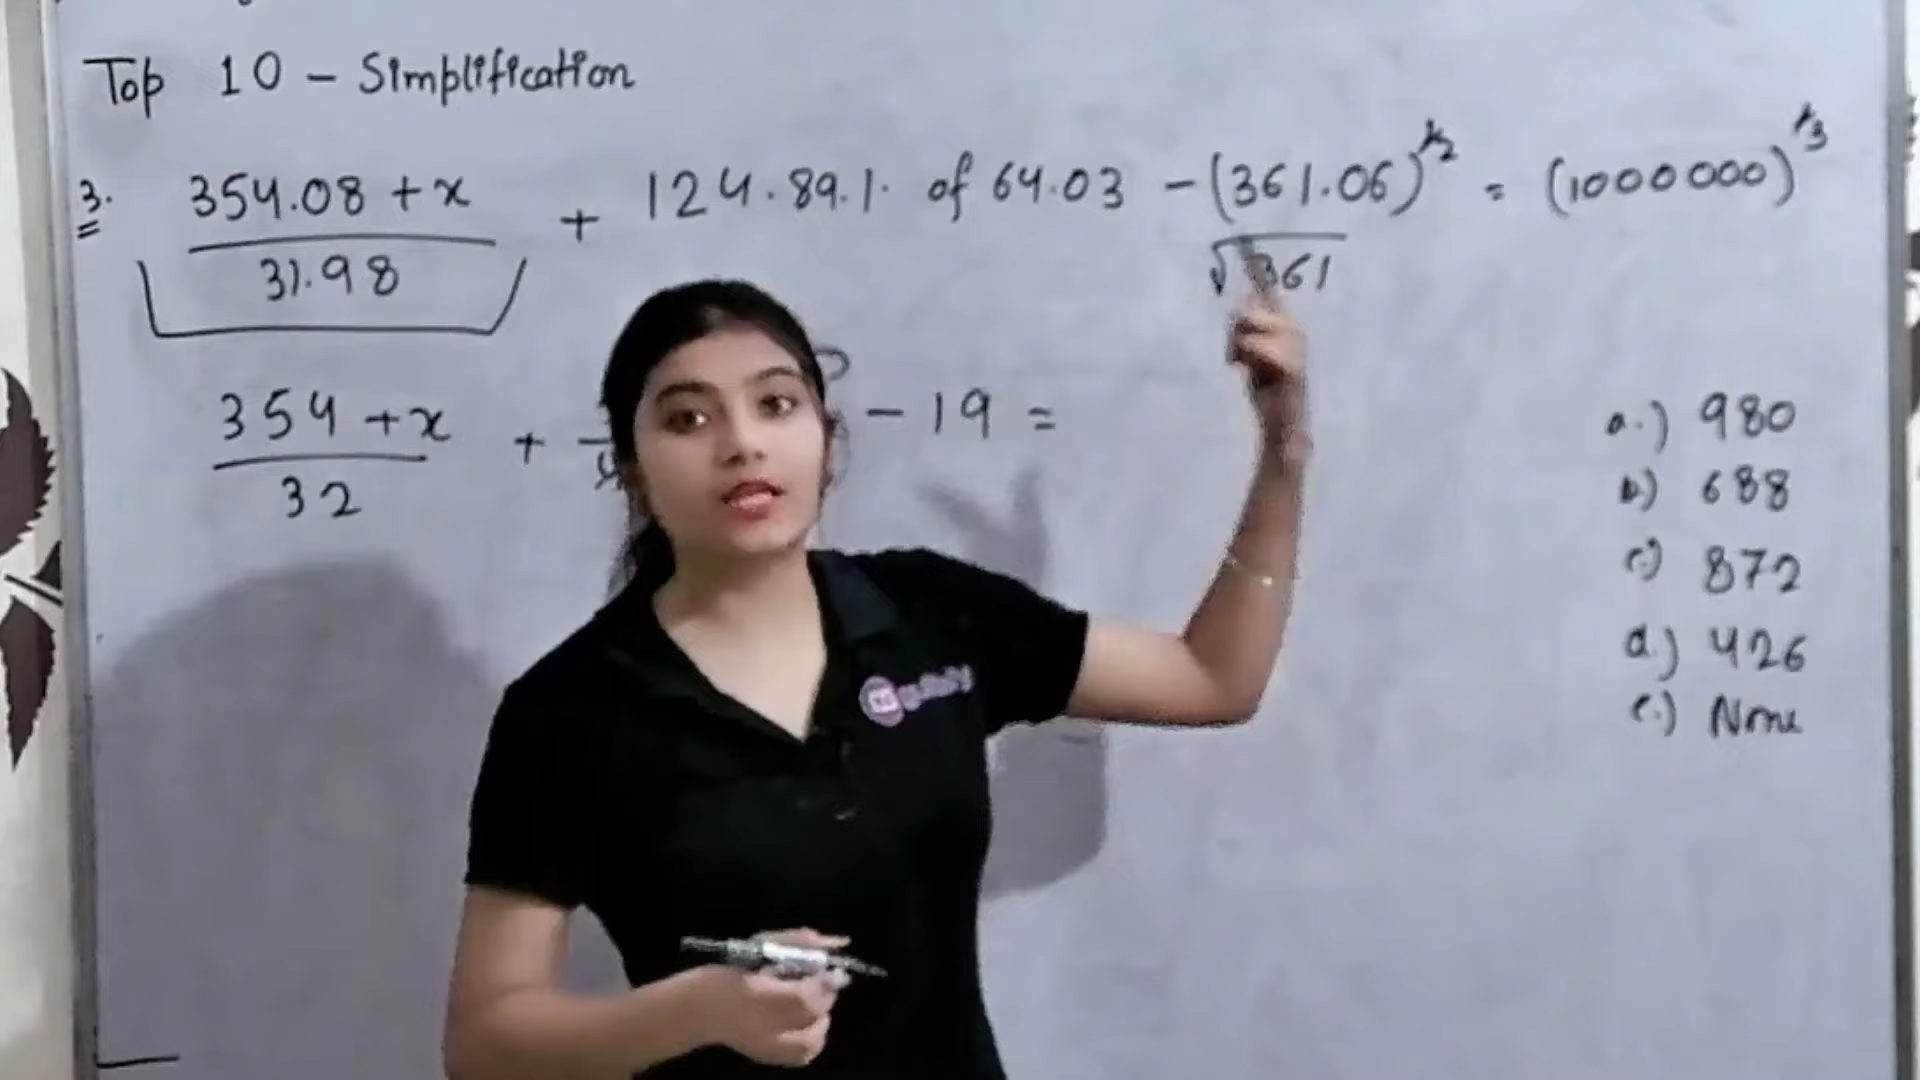 Top 10 - Simplification
3. 354.08 + x / 31.98 + 124.89.1. of 64.03 - (361.06)^1/2 = (1000000)^1/3
√361
354 + x / 32 + - 19 =
a.) 980
b.) 688
c.) 872
d.) 426
e.) None